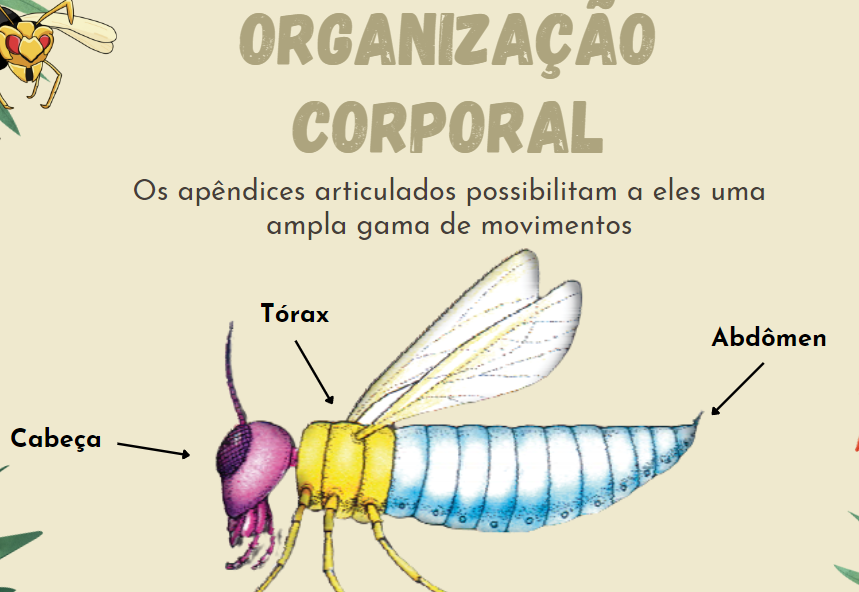 ORGANIZAÇÃO
CORPORAL
Os apêndices articulados possibilitam a eles uma
ampla gama de movimentos
Tórax
Abdômen
Cabeça